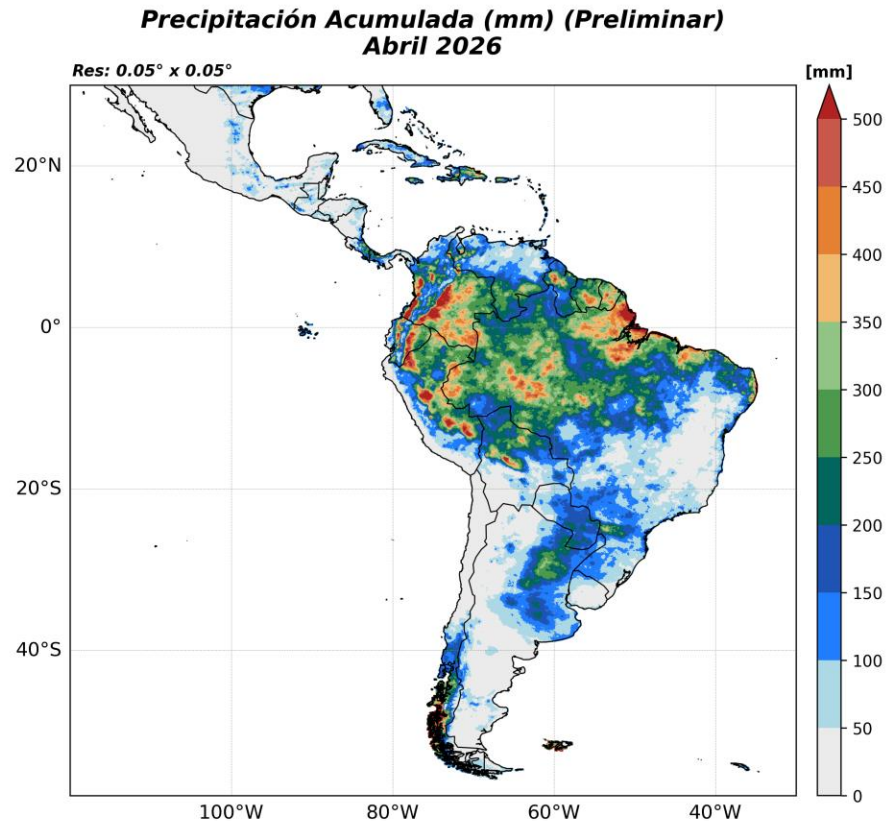 Precipitación Acumulada (mm) (Preliminar)
Abril 2026
Res: 0.05° x 0.05°
[mm]
500
450
400
350
300
250
200
150
100
50
0
20°N
0°
20°S
40°S
100°W
80°W
60°W
40°W